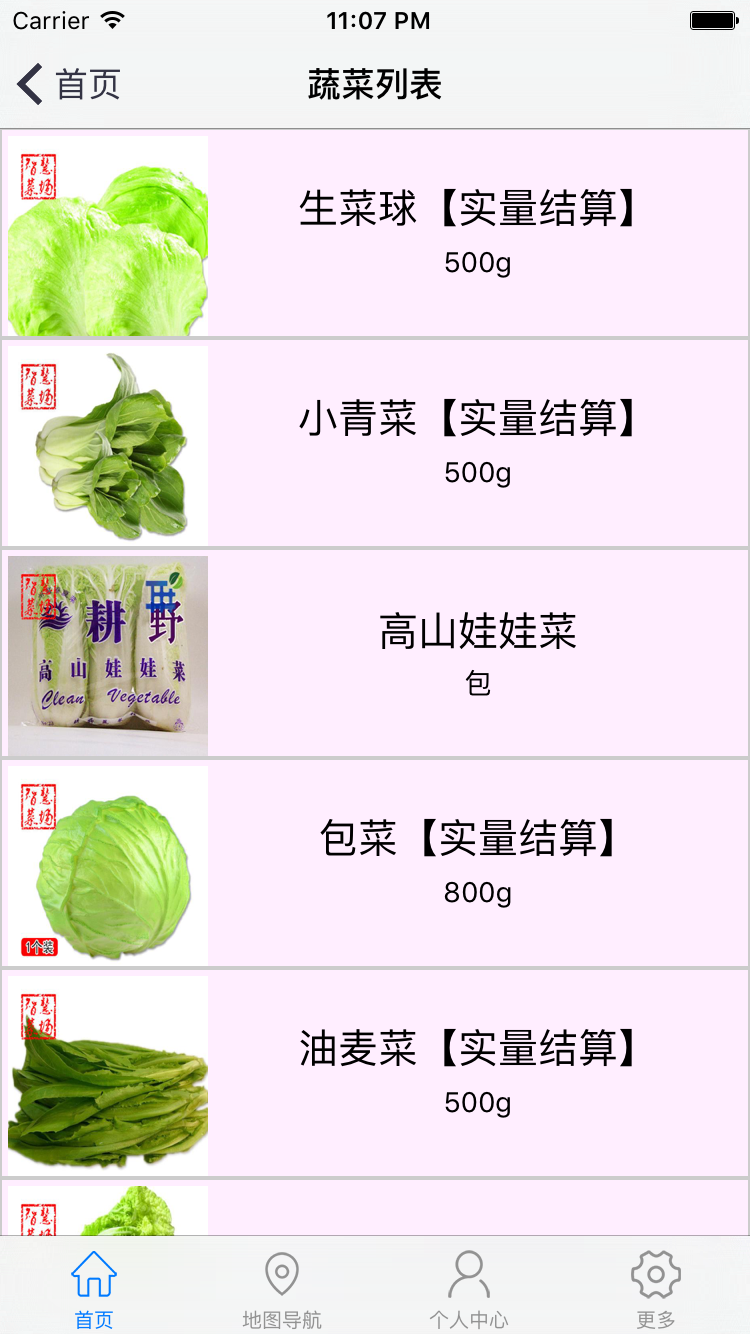 Carrier 11:07 PM
首页 蔬菜列表
智慧
菜场
生菜球【实量结算】
500g
智慧
菜场
小青菜【实量结算】
500g
智慧
菜场
耕 野
高山娃娃菜
Clean Vegetable
高山娃娃菜
包
智慧
菜场
1个装
包菜【实量结算】
800g
智慧
菜场
油麦菜【实量结算】
500g
首页 地图导航 个人中心 更多